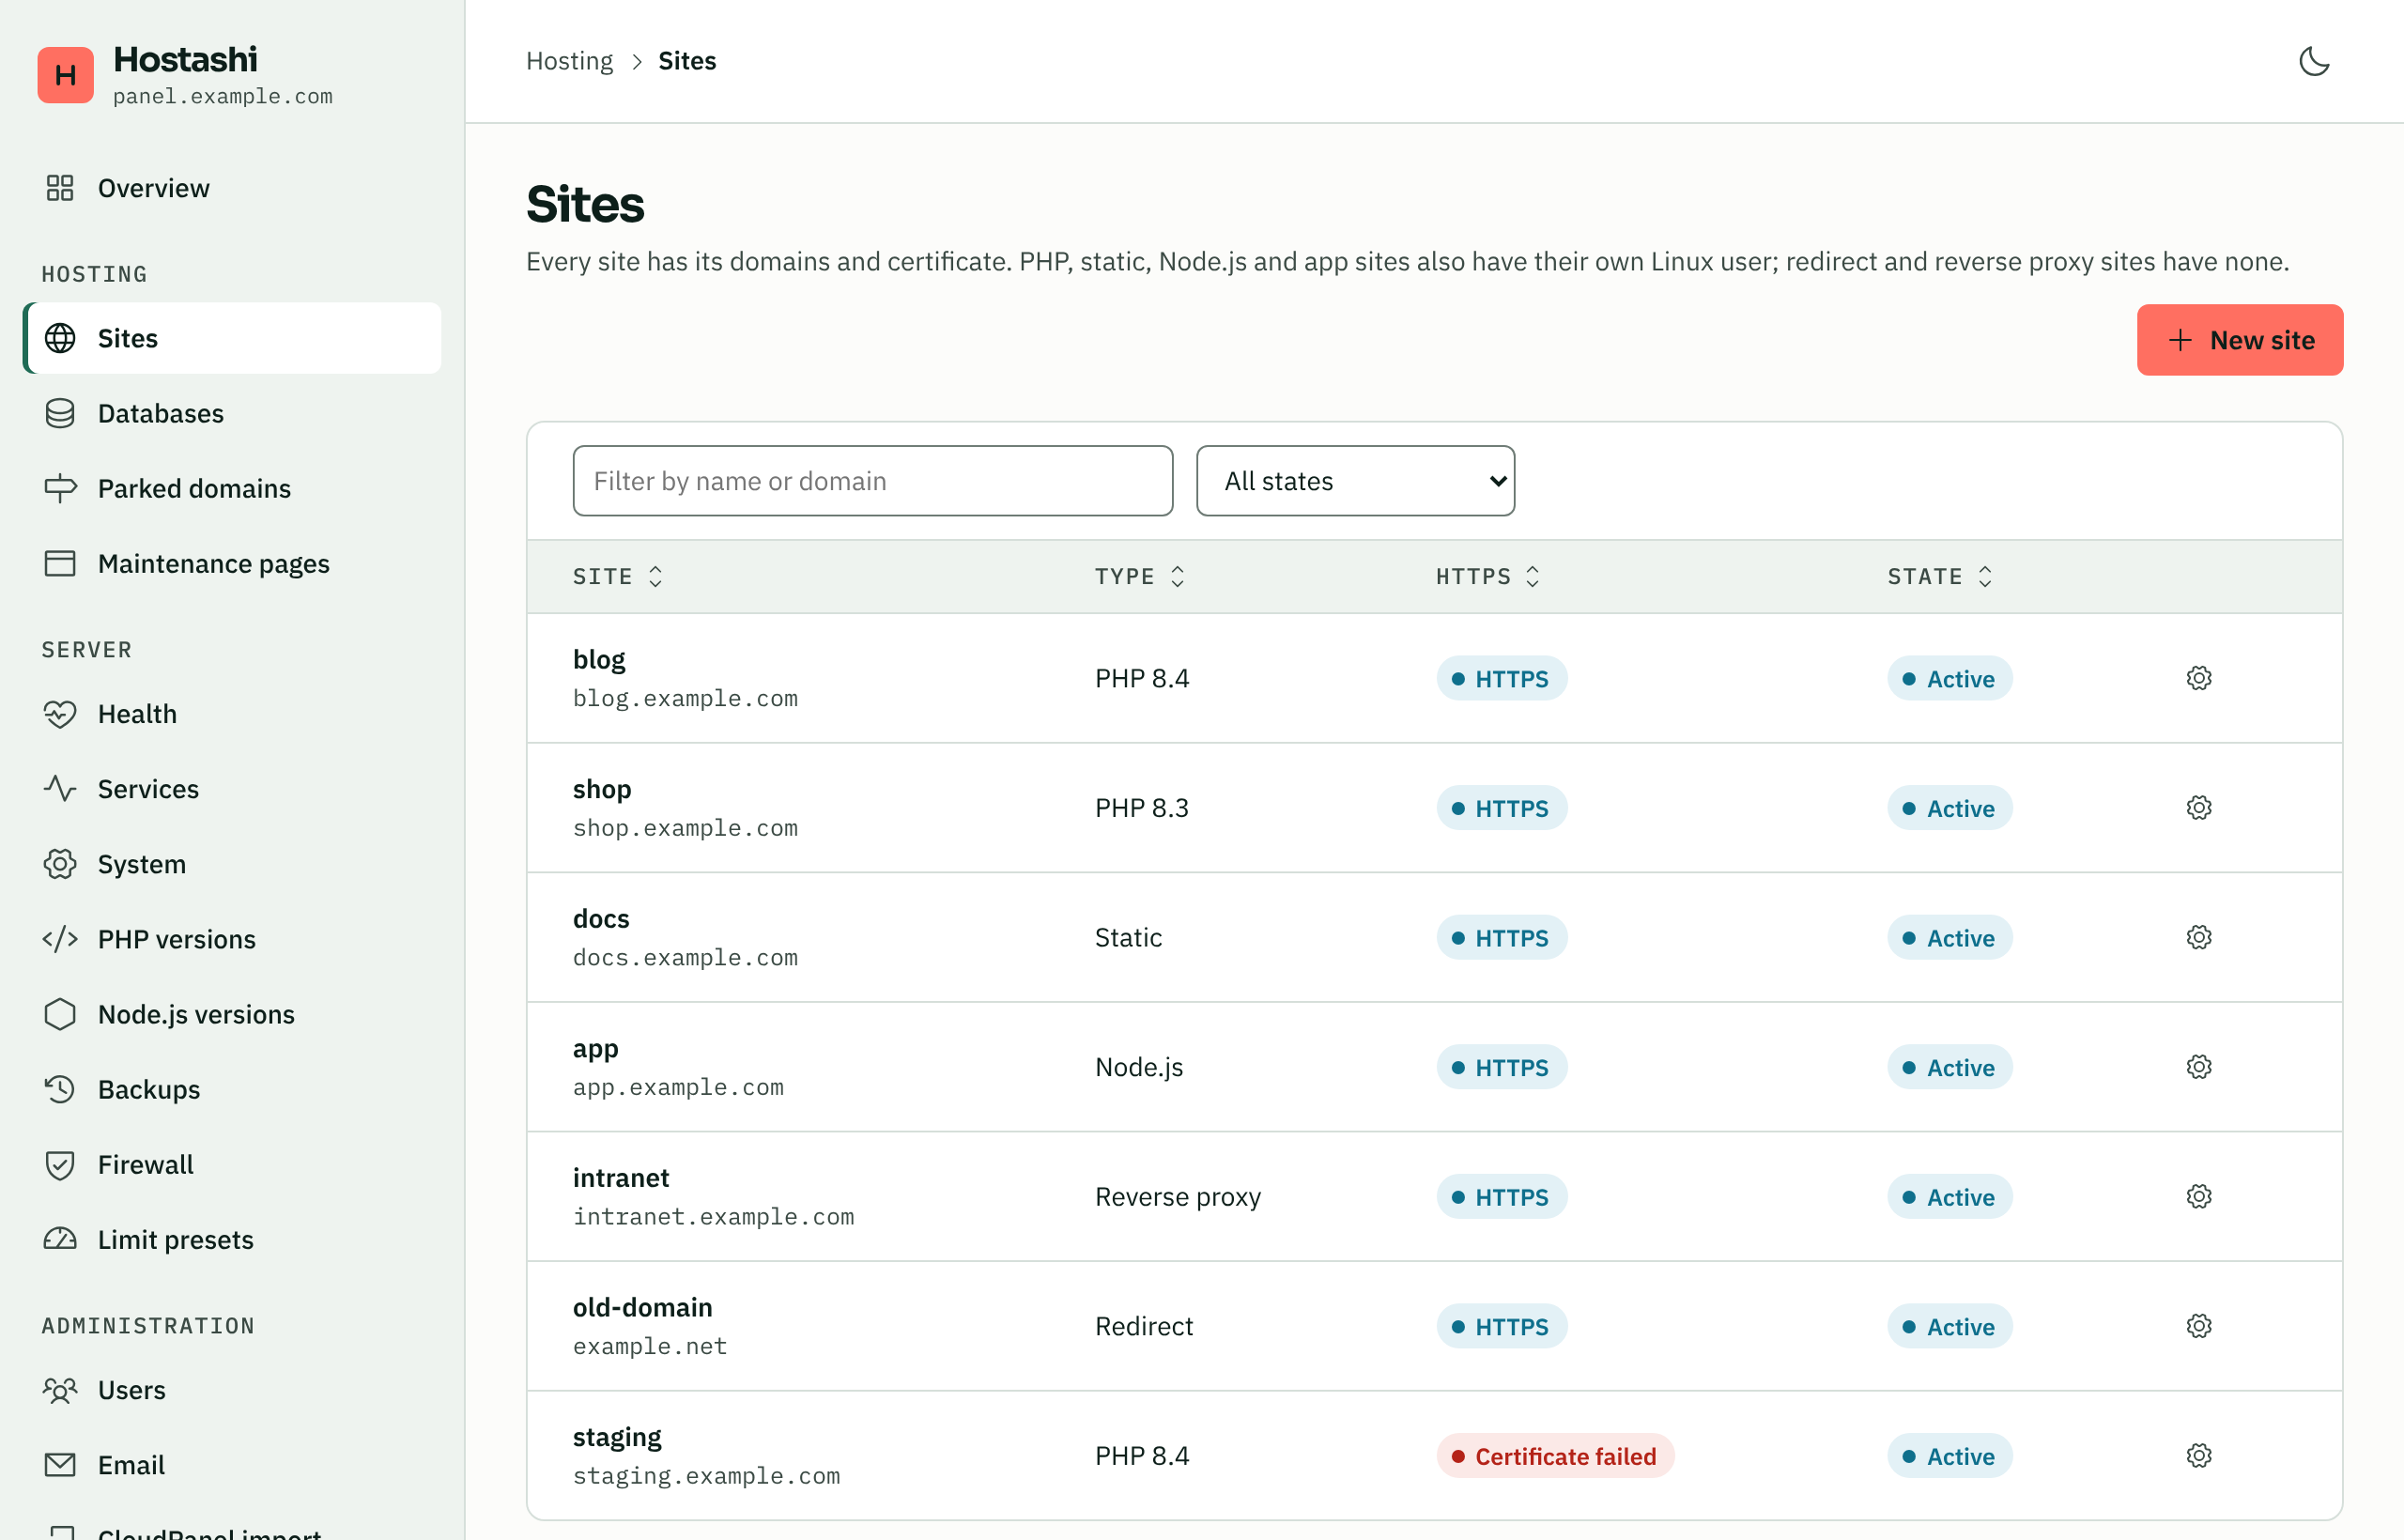 H
Hostashi
panel.example.com
Overview
HOSTING
Sites
Databases
Parked domains
Maintenance pages
SERVER
Health
Services
System
PHP versions
Node.js versions
Backups
Firewall
Limit presets
ADMINISTRATION
Users
Email
CloudPanel import
Hosting > Sites
Sites
Every site has its domains and certificate. PHP, static, Node.js and app sites also have their own Linux user; redirect and reverse proxy sites have none.
+ New site
Filter by name or domain
All states
SITE TYPE HTTPS STATE
blog
blog.example.com
PHP 8.4 HTTPS Active
shop
shop.example.com
PHP 8.3 HTTPS Active
docs
docs.example.com
Static HTTPS Active
app
app.example.com
Node.js HTTPS Active
intranet
intranet.example.com
Reverse proxy HTTPS Active
old-domain
example.net
Redirect HTTPS Active
staging
staging.example.com
PHP 8.4 Certificate failed Active